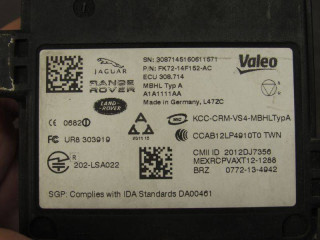 JAGUAR
RANGE
ROVER
LAND-
ROVER
SN: 3087145160611571
P/N: FK72-14F152-AC
ECU 308.714
MBHL Typ A
A1A1111AA
Made in Germany, L47ZC
Valeo
CE 0682
UR8 303919
KCC-CRM-VS4-MBHLTypA
CCAB12LP4910T0 TWN
202-LSA022
CMII ID 2012DJ7356
MEXRCPVAXT12-1286
BRZ 0772-13-4942
SGP: Complies with IDA Standards DA00461